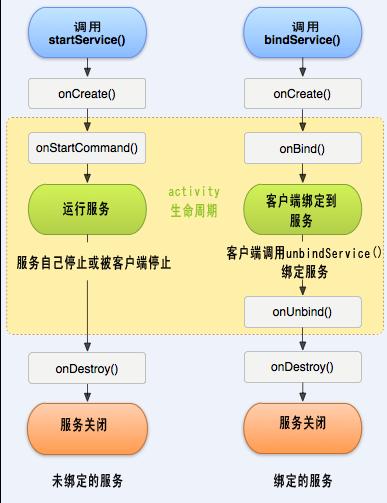 调用
startService()
onCreate()
onStartCommand()
运行服务
服务自己停止或被客户端停止
onDestroy()
服务关闭
未绑定的服务
activity
生命周期
调用
bindService()
onCreate()
onBind()
客户端绑定到
服务
客户端调用unbindService()
绑定服务
onUnbind()
onDestroy()
服务关闭
绑定的服务